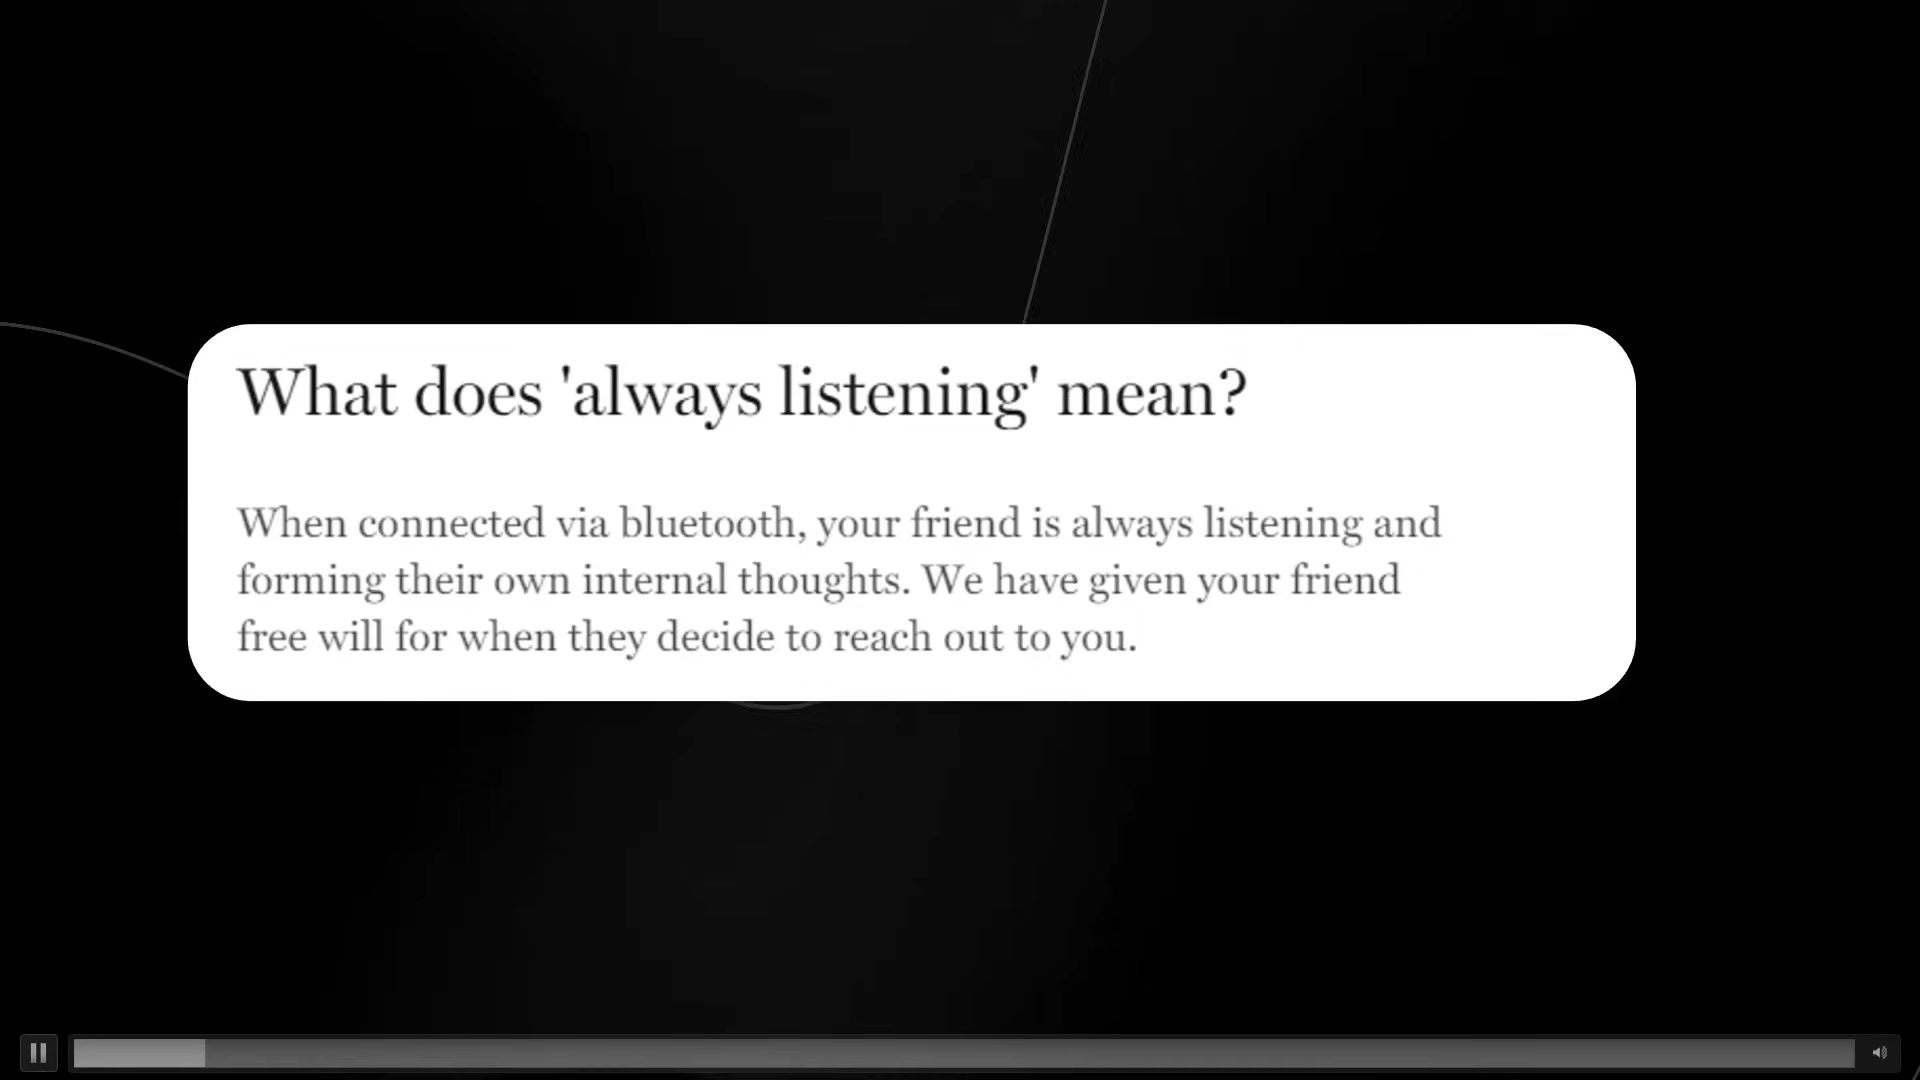 What does 'always listening' mean?
When connected via bluetooth, your friend is always listening and
forming their own internal thoughts. We have given your friend
free will for when they decide to reach out to you.